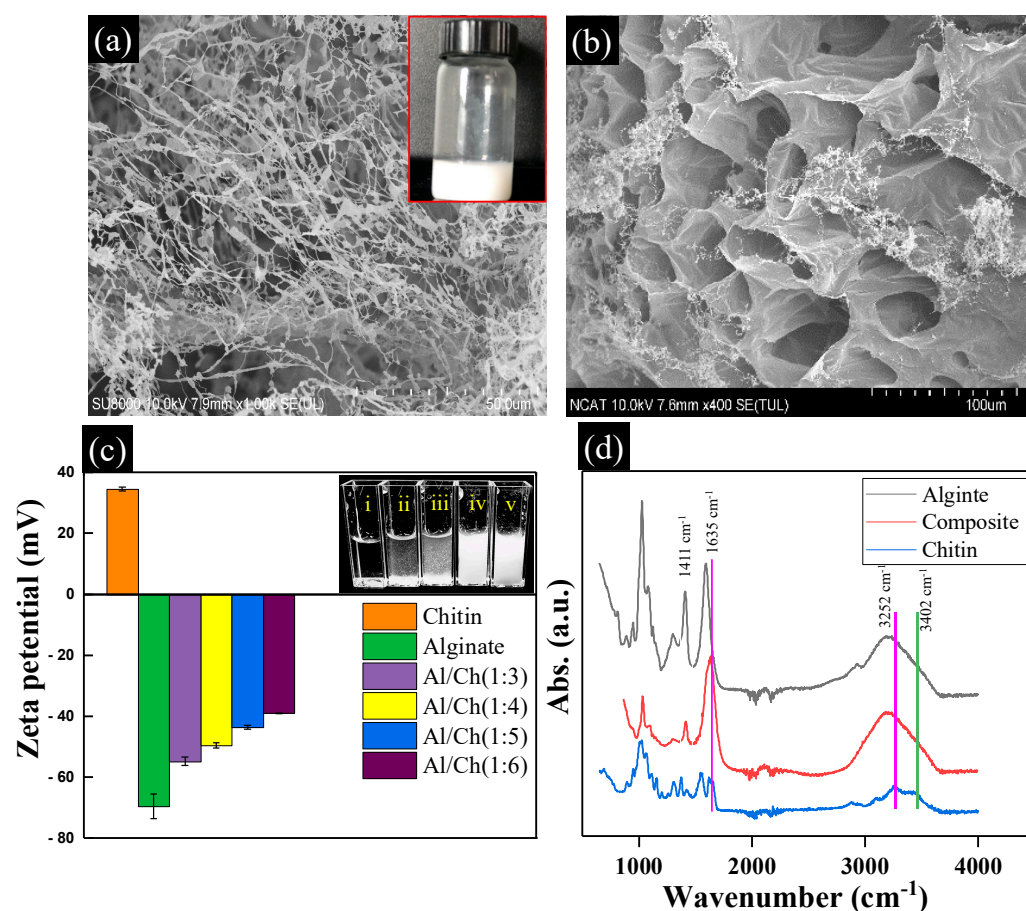 (a)
SU8000 10.0kV 7.9mm x1.00k SE(UL) 50.0um
(b)
NCAT 10.0kV 7.6mm x400 SE(TUL) 100um
(c)
Zeta petential (mV)
40
20
0
- 20
- 40
- 60
- 80
i ii iii iv v
Chitin
Alginate
Al/Ch(1:3)
Al/Ch(1:4)
Al/Ch(1:5)
Al/Ch(1:6)
(d)
Abs. (a.u.)
Alginte
Composite
Chitin
1411 cm⁻¹
1635 cm⁻¹
3252 cm⁻¹
3402 cm⁻¹
1000 2000 3000 4000
Wavenumber (cm⁻¹)